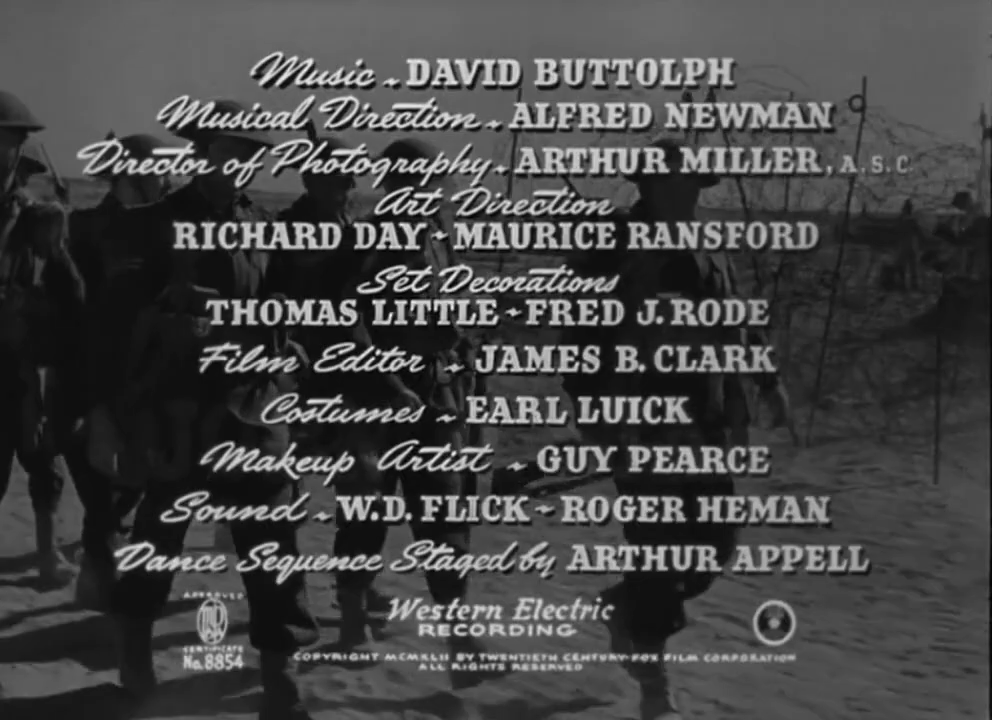 Music ~ DAVID BUTTOLPH
Musical Direction ~ ALFRED NEWMAN
Director of Photography ~ ARTHUR MILLER, A.S.C.
Art Direction
RICHARD DAY ~ MAURICE RANSFORD
Set Decorations
THOMAS LITTLE ~ FRED J. RODE
Film Editor ~ JAMES B. CLARK
Costumes ~ EARL LUICK
Makeup Artist ~ GUY PEARCE
Sound ~ W.D. FLICK ~ ROGER HEMAN
Dance Sequence Staged by ARTHUR APPELL
APPROVED
CERTIFICATE
No. 8854
Western Electric
RECORDING
COPYRIGHT MCMXLII BY TWENTIETH CENTURY-FOX FILM CORPORATION
ALL RIGHTS RESERVED